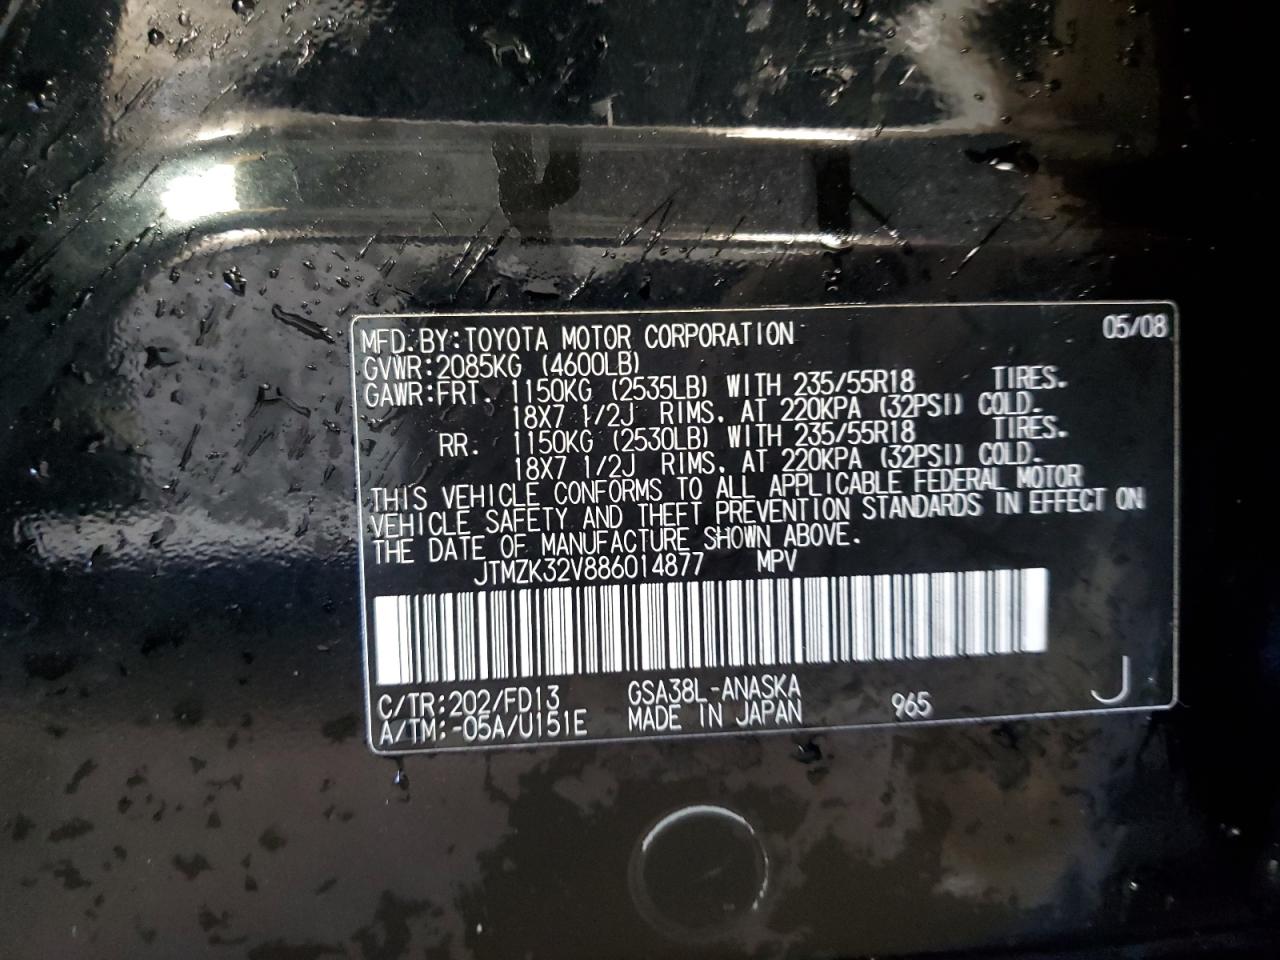 MFD. BY: TOYOTA MOTOR CORPORATION 05/08
GVWR: 2085KG (4600LB)
GAWR: FRT. 1150KG (2535LB) WITH 235/55R18 TIRES.
18X7 1/2J RIMS. AT 220KPA (32PSI) COLD.
RR. 1150KG (2530LB) WITH 235/55R18 TIRES.
18X7 1/2J RIMS. AT 220KPA (32PSI) COLD.
THIS VEHICLE CONFORMS TO ALL APPLICABLE FEDERAL MOTOR
VEHICLE SAFETY AND THEFT PREVENTION STANDARDS IN EFFECT ON
THE DATE OF MANUFACTURE SHOWN ABOVE.
JTMZK32V886014877 MPV
C/TR: 202/FD13 GSA38L-ANASKA
A/TM: -05A/U151E MADE IN JAPAN 965 J